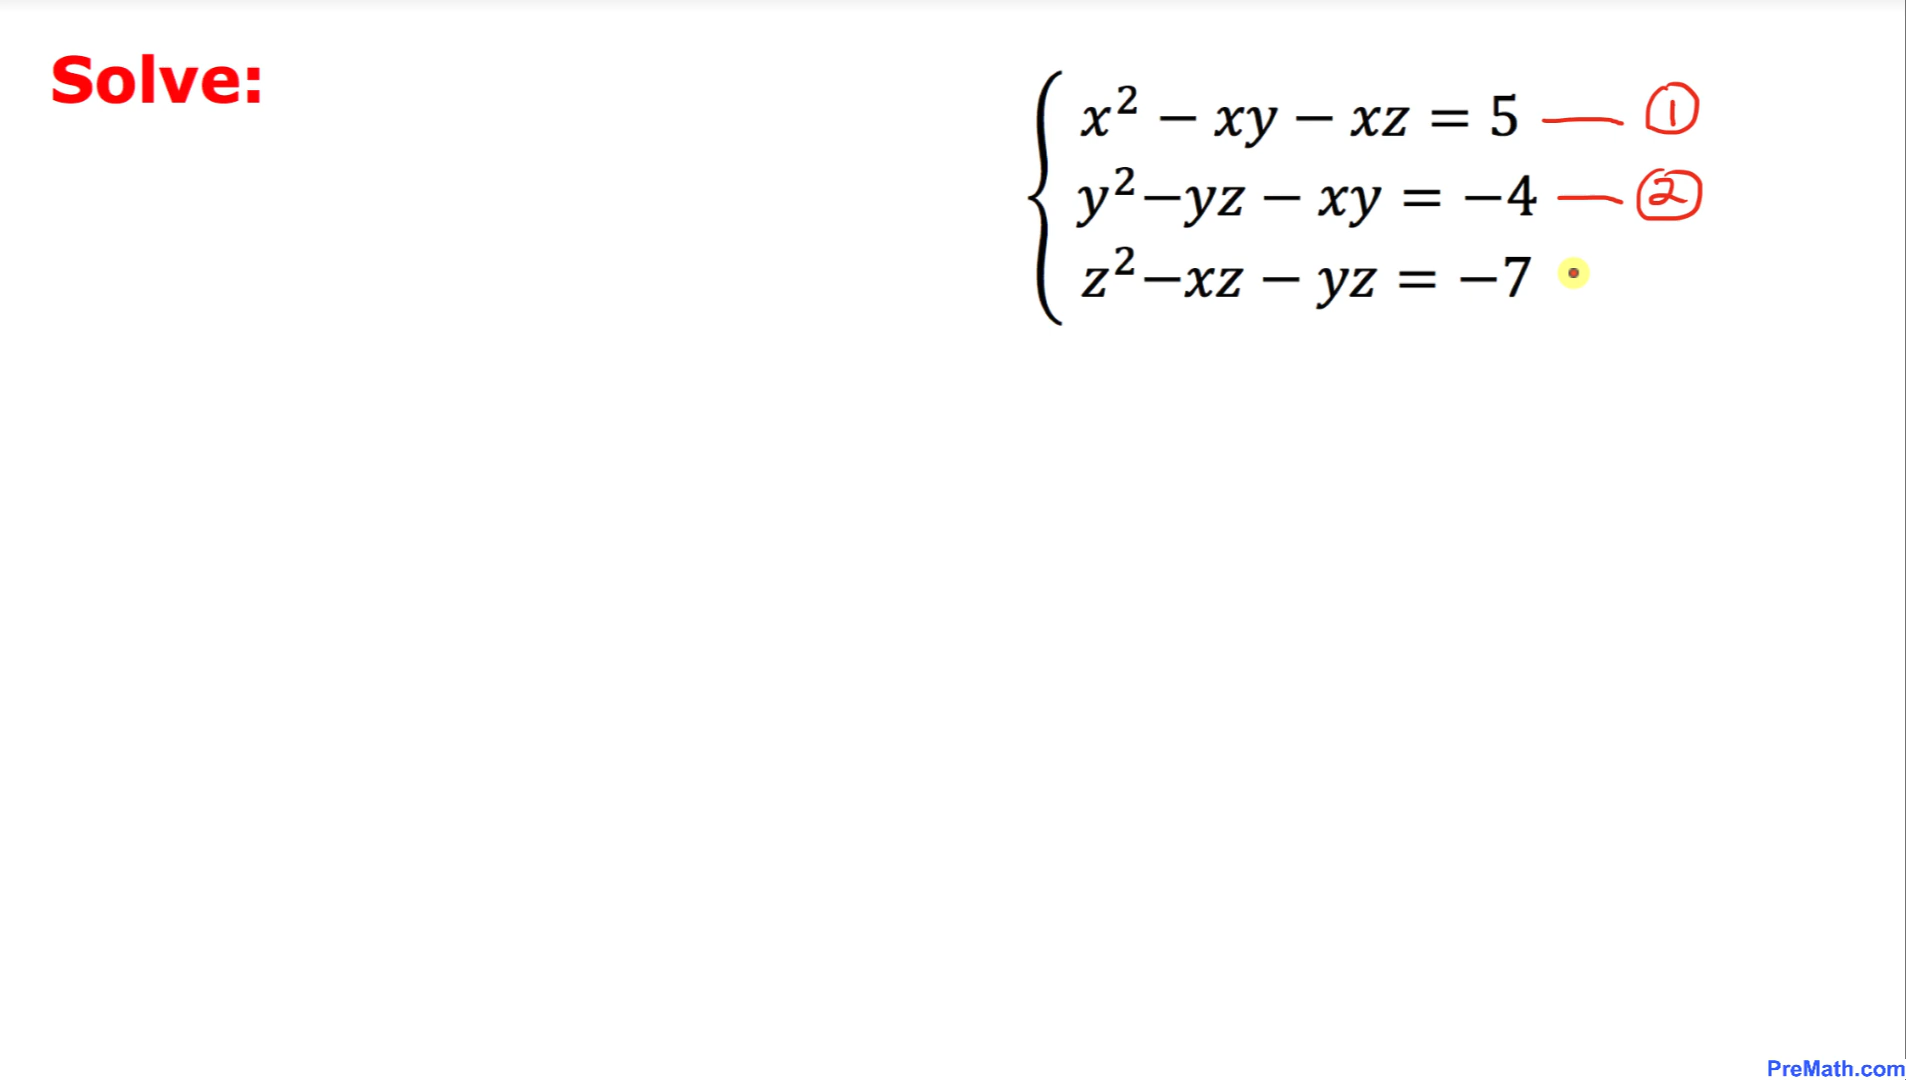 Solve:
x² − xy − xz = 5 — ①
y²−yz − xy = −4 — ②
z²−xz − yz = −7
PreMath.com